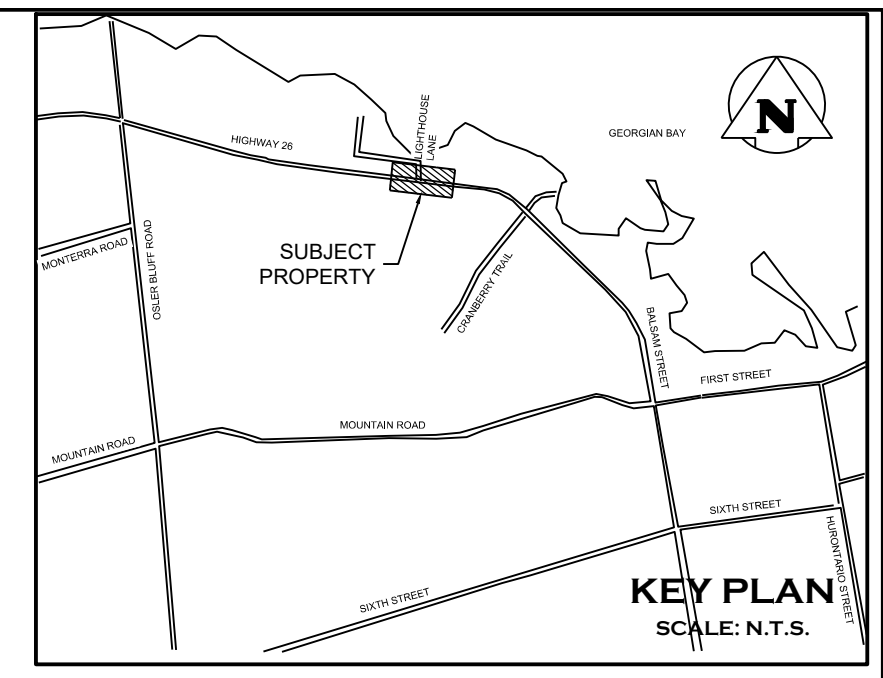 LIGHTHOUSE
LANE
GEORGIAN BAY
N
HIGHWAY 26
SUBJECT
PROPERTY
MONTERRA ROAD
OSLER BLUFF ROAD
CRANBERRY TRAIL
BALSAM STREET
FIRST STREET
MOUNTAIN ROAD
MOUNTAIN ROAD
SIXTH STREET
HURONTARIO STREET
SIXTH STREET
KEY PLAN
SCALE: N.T.S.